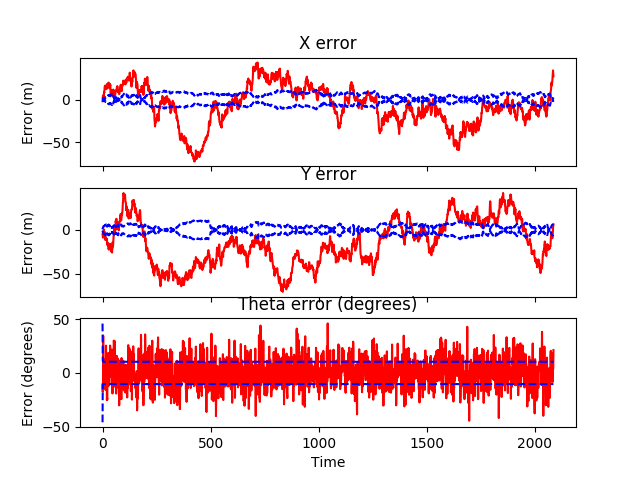 X error
Error (m)
0
−50
Y error
Error (m)
0
−50
Theta error (degrees)
Error (degrees)
50
0
−50
0 500 1000 1500 2000
Time